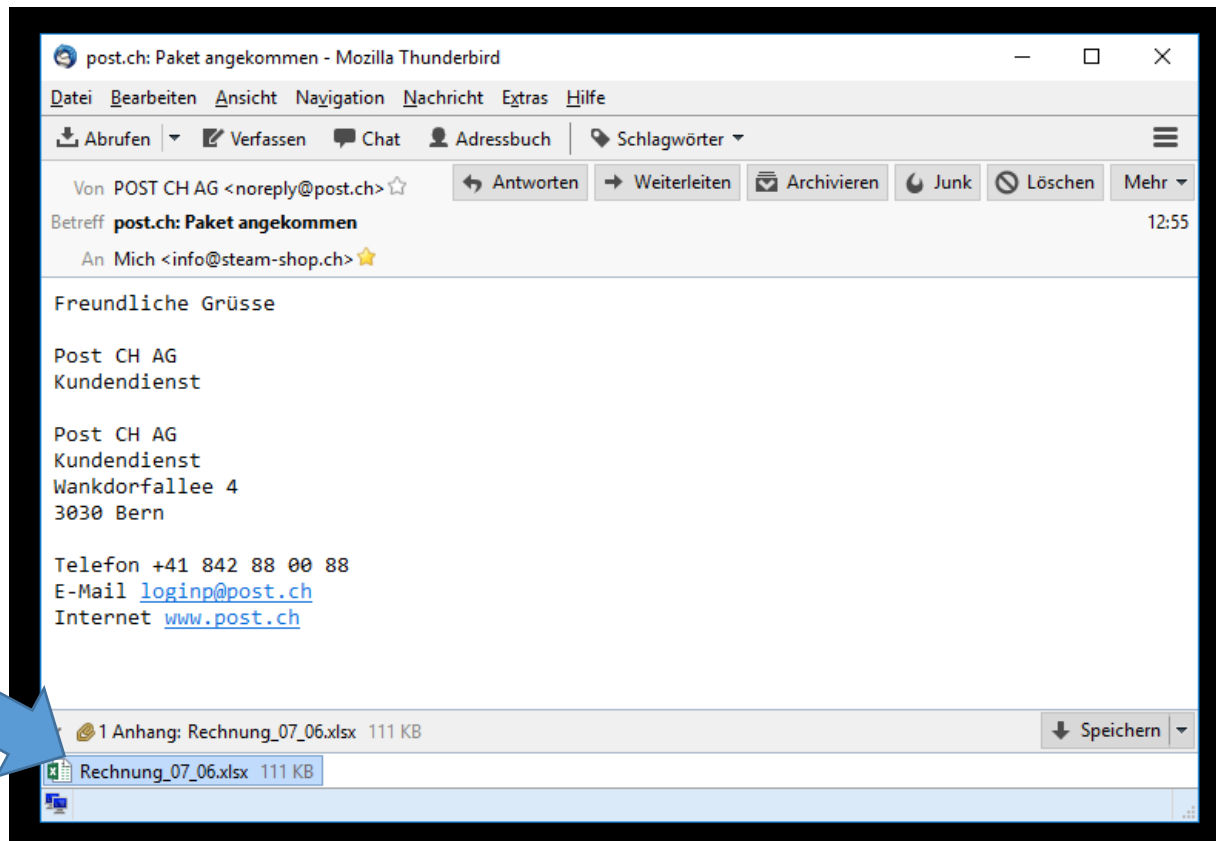 post.ch: Paket angekommen - Mozilla Thunderbird
Datei Bearbeiten Ansicht Navigation Nachricht Extras Hilfe
Abrufen Verfassen Chat Adressbuch Schlagwörter
Von POST CH AG <noreply@post.ch> Antworten Weiterleiten Archivieren Junk Löschen Mehr
Betreff post.ch: Paket angekommen 12:55
An Mich <info@steam-shop.ch>
Freundliche Grüsse
Post CH AG
Kundendienst
Post CH AG
Kundendienst
Wankdorfallee 4
3030 Bern
Telefon +41 842 88 00 88
E-Mail loginp@post.ch
Internet www.post.ch
1 Anhang: Rechnung_07_06.xlsx 111 KB Speichern
Rechnung_07_06.xlsx 111 KB